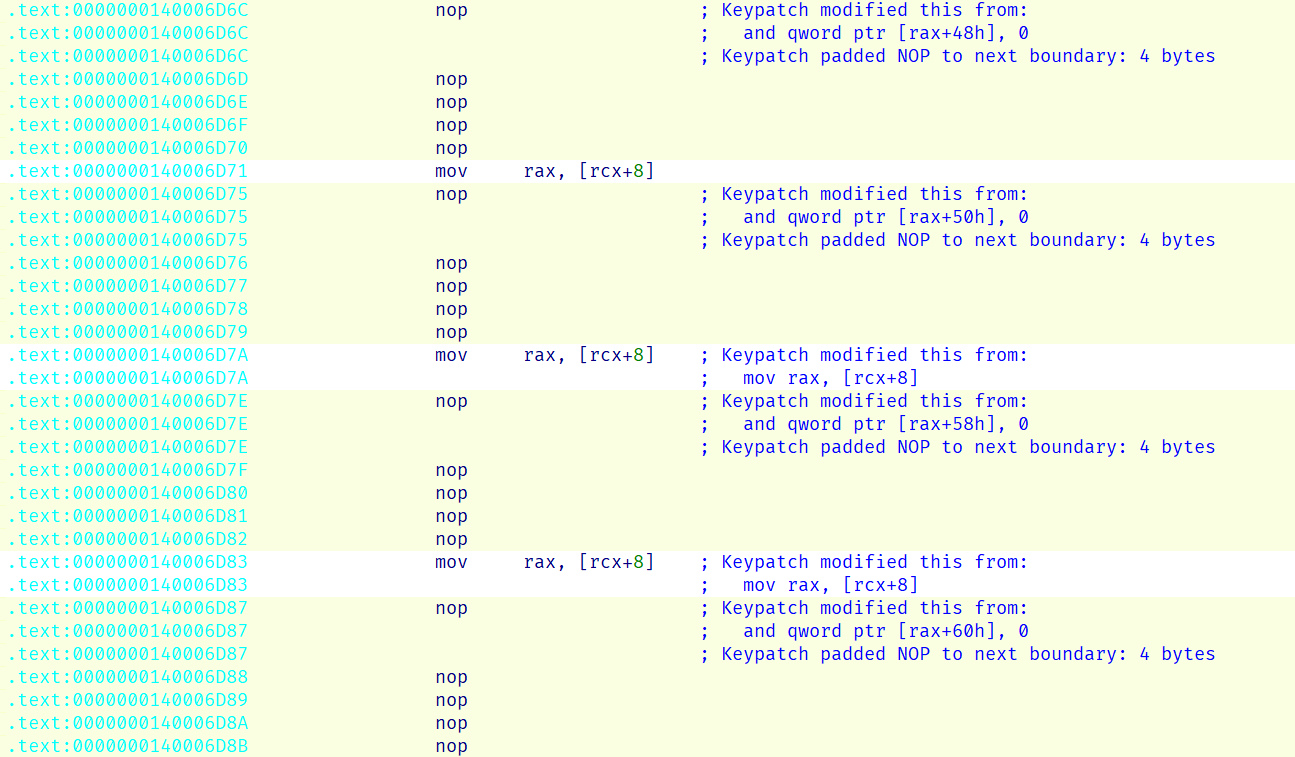 .text:0000000140006D6C nop ; Keypatch modified this from:
.text:0000000140006D6C ; and qword ptr [rax+48h], 0
.text:0000000140006D6C ; Keypatch padded NOP to next boundary: 4 bytes
.text:0000000140006D6D nop
.text:0000000140006D6E nop
.text:0000000140006D6F nop
.text:0000000140006D70 nop
.text:0000000140006D71 mov rax, [rcx+8]
.text:0000000140006D75 nop ; Keypatch modified this from:
.text:0000000140006D75 ; and qword ptr [rax+50h], 0
.text:0000000140006D75 ; Keypatch padded NOP to next boundary: 4 bytes
.text:0000000140006D76 nop
.text:0000000140006D77 nop
.text:0000000140006D78 nop
.text:0000000140006D79 nop
.text:0000000140006D7A mov rax, [rcx+8] ; Keypatch modified this from:
.text:0000000140006D7A ; mov rax, [rcx+8]
.text:0000000140006D7E nop ; Keypatch modified this from:
.text:0000000140006D7E ; and qword ptr [rax+58h], 0
.text:0000000140006D7E ; Keypatch padded NOP to next boundary: 4 bytes
.text:0000000140006D7F nop
.text:0000000140006D80 nop
.text:0000000140006D81 nop
.text:0000000140006D82 nop
.text:0000000140006D83 mov rax, [rcx+8] ; Keypatch modified this from:
.text:0000000140006D83 ; mov rax, [rcx+8]
.text:0000000140006D87 nop ; Keypatch modified this from:
.text:0000000140006D87 ; and qword ptr [rax+60h], 0
.text:0000000140006D87 ; Keypatch padded NOP to next boundary: 4 bytes
.text:0000000140006D88 nop
.text:0000000140006D89 nop
.text:0000000140006D8A nop
.text:0000000140006D8B nop